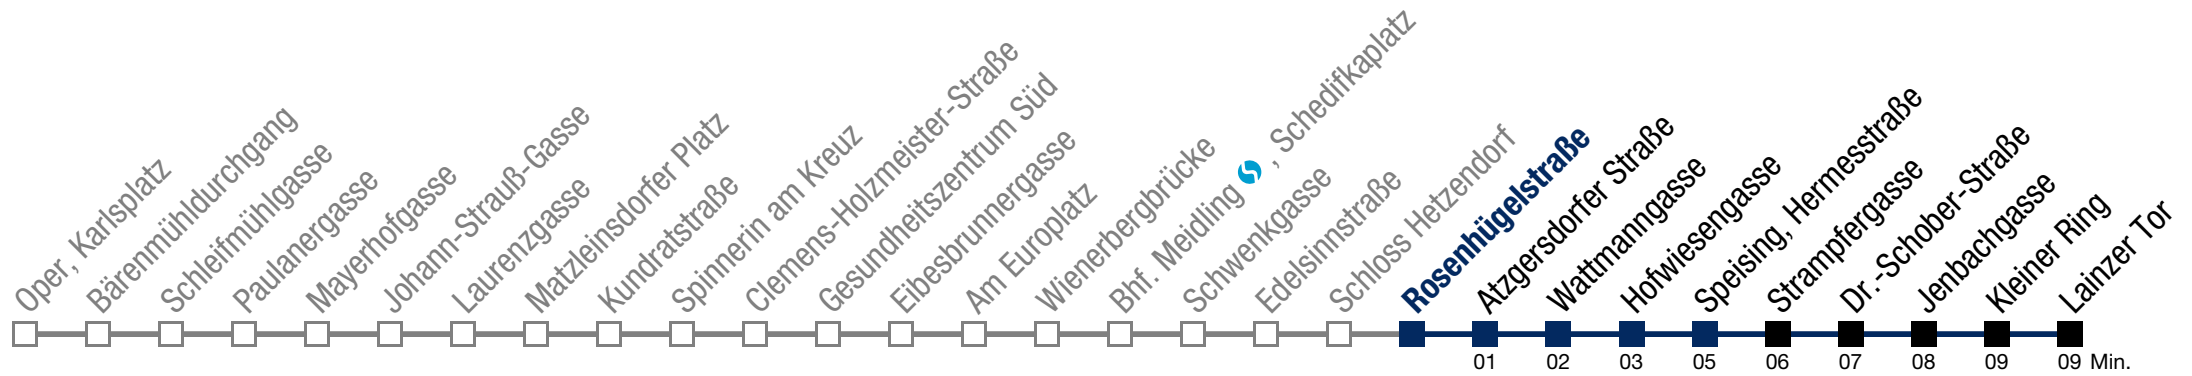 Oper, Karlsplatz
Bärenmühldurchgang
Schleifmühlgasse
Paulanergasse
Mayerhofgasse
Johann-Strauß-Gasse
Laurenzgasse
Matzleinsdorfer Platz
Kundratstraße
Spinnerin am Kreuz
Clemens-Holzmeister-Straße
Gesundheitszentrum Süd
Eibesbrunnergasse
Am Europlatz
Wienerbergbrücke
Bhf. Meidling , Schedifkaplatz
Schwenkgasse
Edelsinnstraße
Schloss Hetzendorf
Rosenhügelstraße
Atzgersdorfer Straße
Wattmanngasse
Hofwiesengasse
Speising, Hermesstraße
Strampfergasse
Dr.-Schober-Straße
Jenbachgasse
Kleiner Ring
Lainzer Tor
01 02 03 05 06 07 08 09 09 Min.